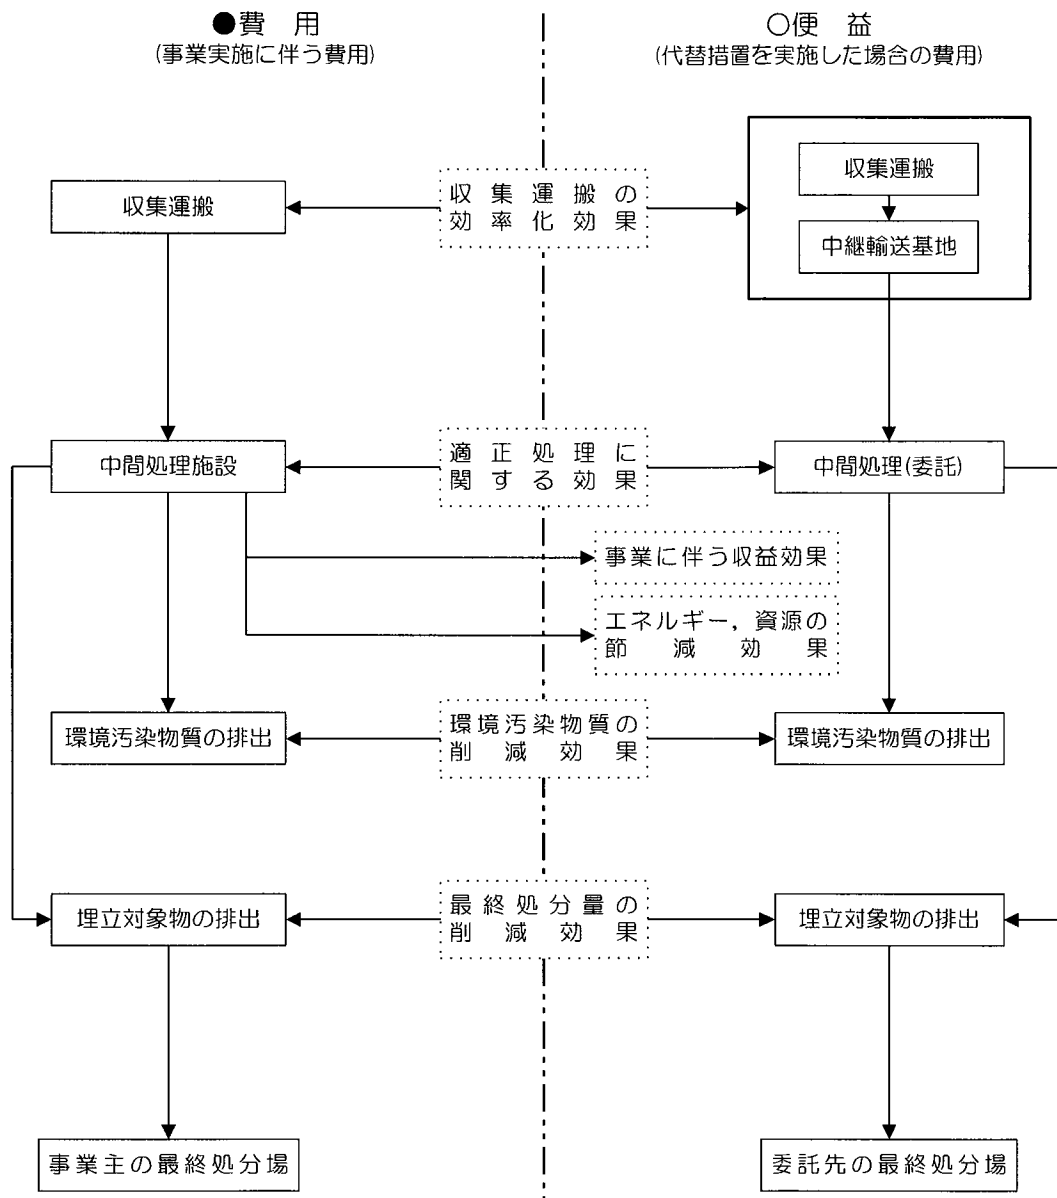 ●費　用
(事業実施に伴う費用)
○便　益
(代替措置を実施した場合の費用)
収集運搬
収集運搬の
効率化効果
収集運搬
中継輸送基地
中間処理施設
適正処理に
関する効果
中間処理(委託)
事業に伴う収益効果
エネルギー，資源の
節減効果
環境汚染物質の排出
環境汚染物質の
削減効果
環境汚染物質の排出
埋立対象物の排出
最終処分量の
削減効果
埋立対象物の排出
事業主の最終処分場
委託先の最終処分場